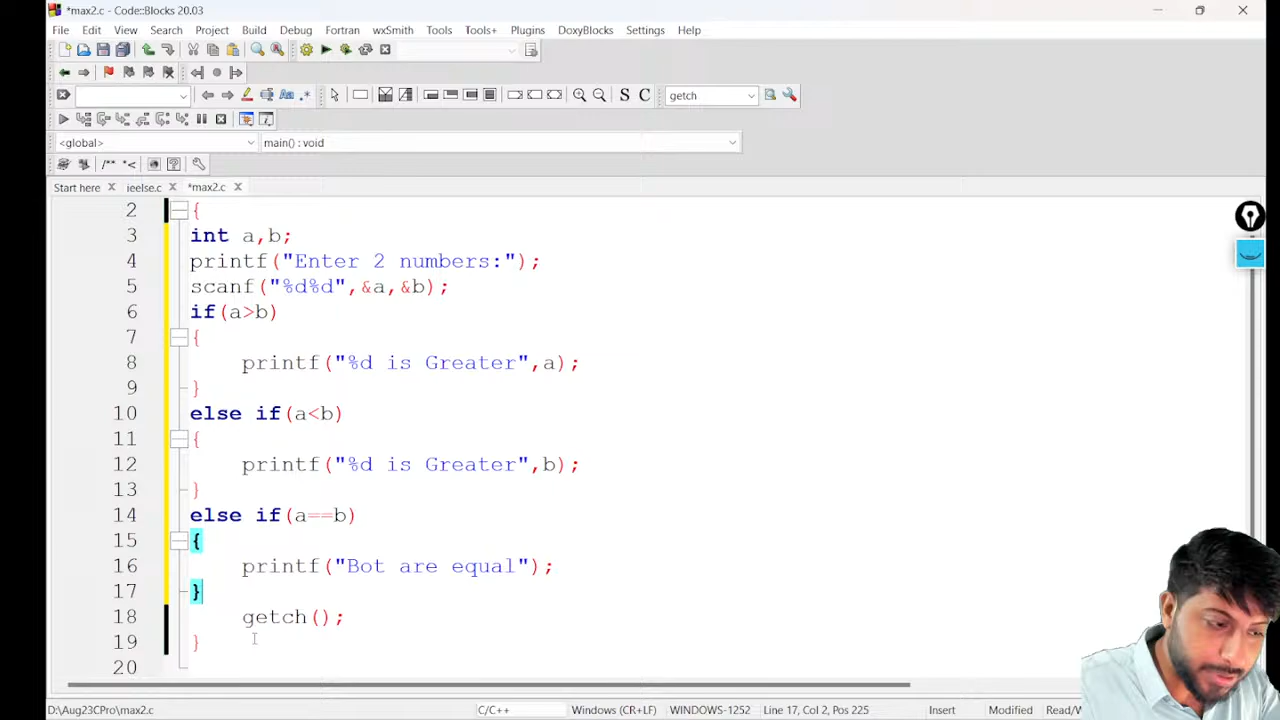 *max2.c - Code::Blocks 20.03
File Edit View Search Project Build Debug Fortran wxSmith Tools Tools+ Plugins DoxyBlocks Settings Help
S C getch
<global> main() : void
/** *<
Start here ieelse.c *max2.c
2 {
3 int a,b;
4 printf("Enter 2 numbers:");
5 scanf("%d%d",&a,&b);
6 if(a>b)
7 {
8 printf("%d is Greater",a);
9 }
10 else if(a<b)
11 {
12 printf("%d is Greater",b);
13 }
14 else if(a==b)
15 {
16 printf("Bot are equal");
17 }
18 getch();
19 }
20
D:\Aug23CPro\max2.c C/C++ Windows (CR+LF) WINDOWS-1252 Line 17, Col 2, Pos 225 Insert Modified Read/W